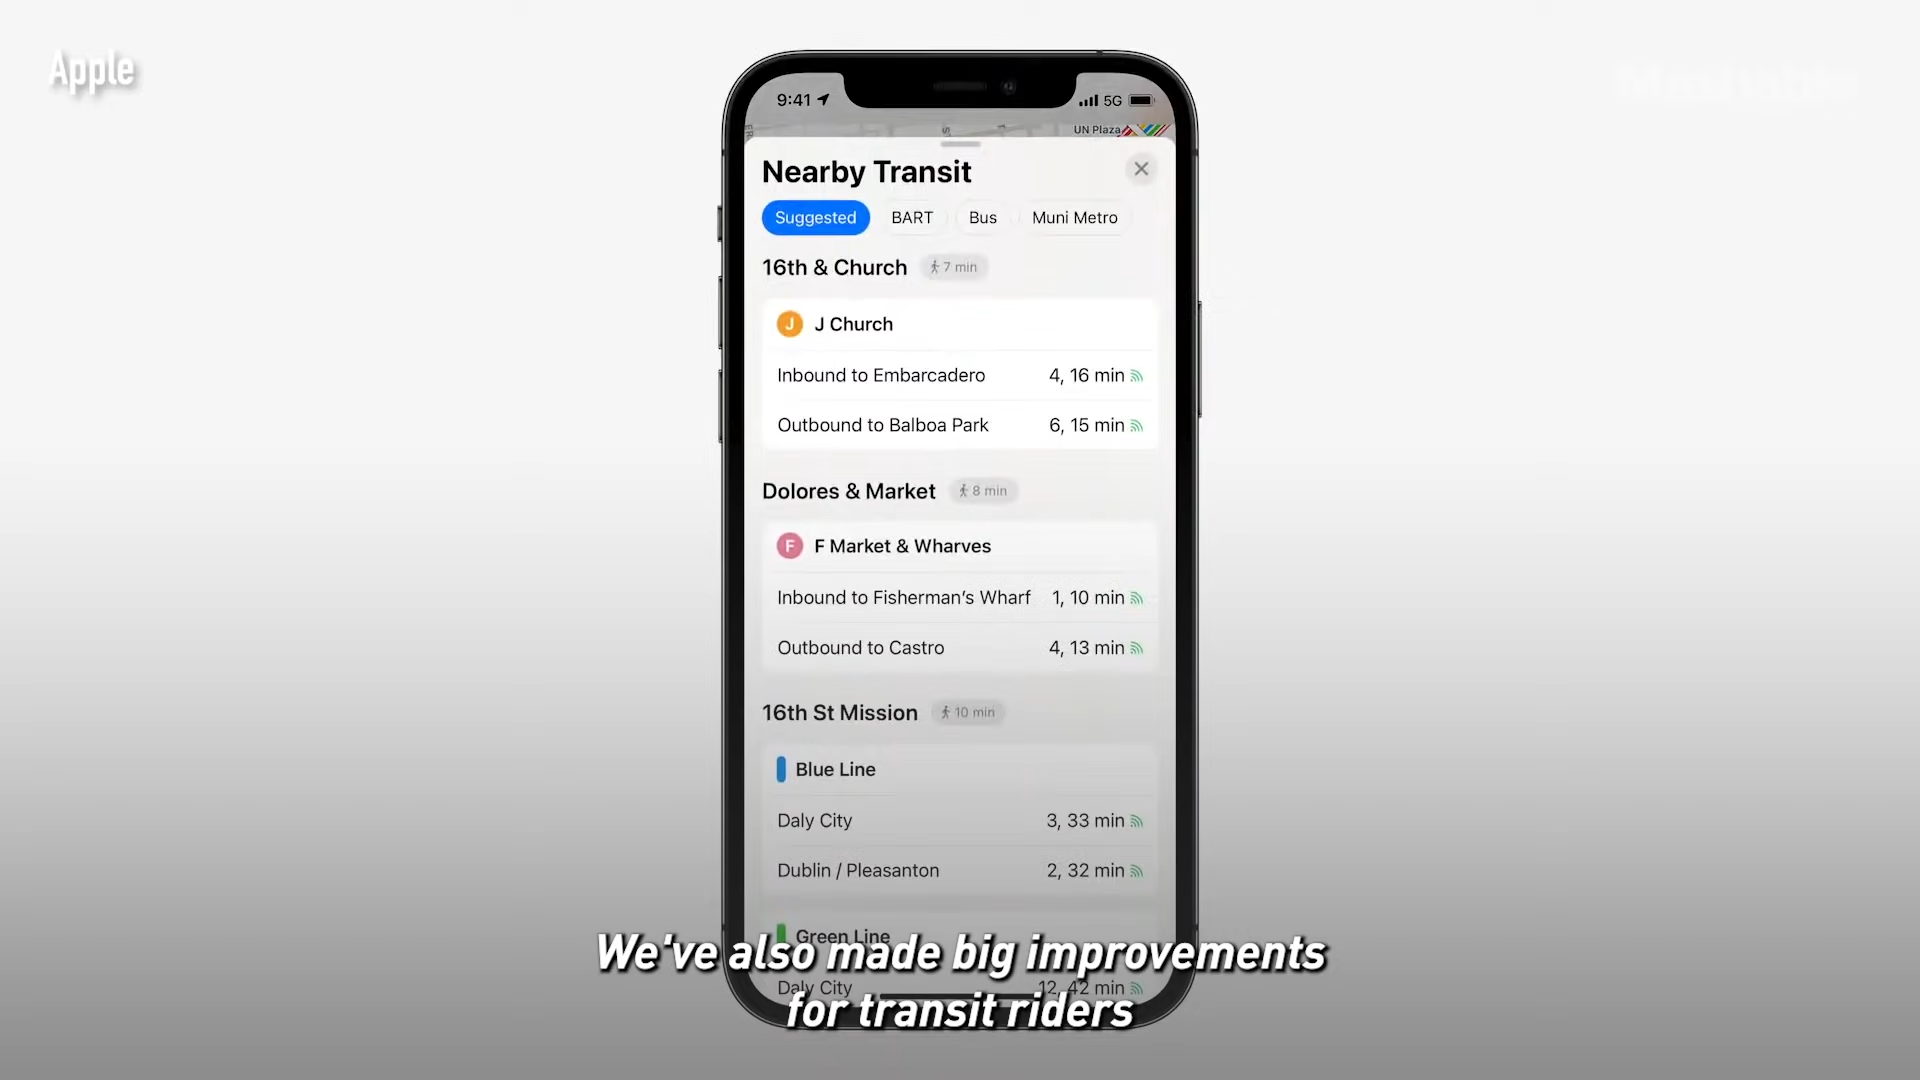 Apple
9:41
5G
UN Plaza
Nearby Transit
Suggested BART Bus Muni Metro
16th & Church 7 min
J J Church
Inbound to Embarcadero 4, 16 min
Outbound to Balboa Park 6, 15 min
Dolores & Market 8 min
F F Market & Wharves
Inbound to Fisherman's Wharf 1, 10 min
Outbound to Castro 4, 13 min
16th St Mission 10 min
Blue Line
Daly City 3, 33 min
Dublin / Pleasanton 2, 32 min
Green Line
We've also made big improvements
Daly City 12, 42 min
for transit riders